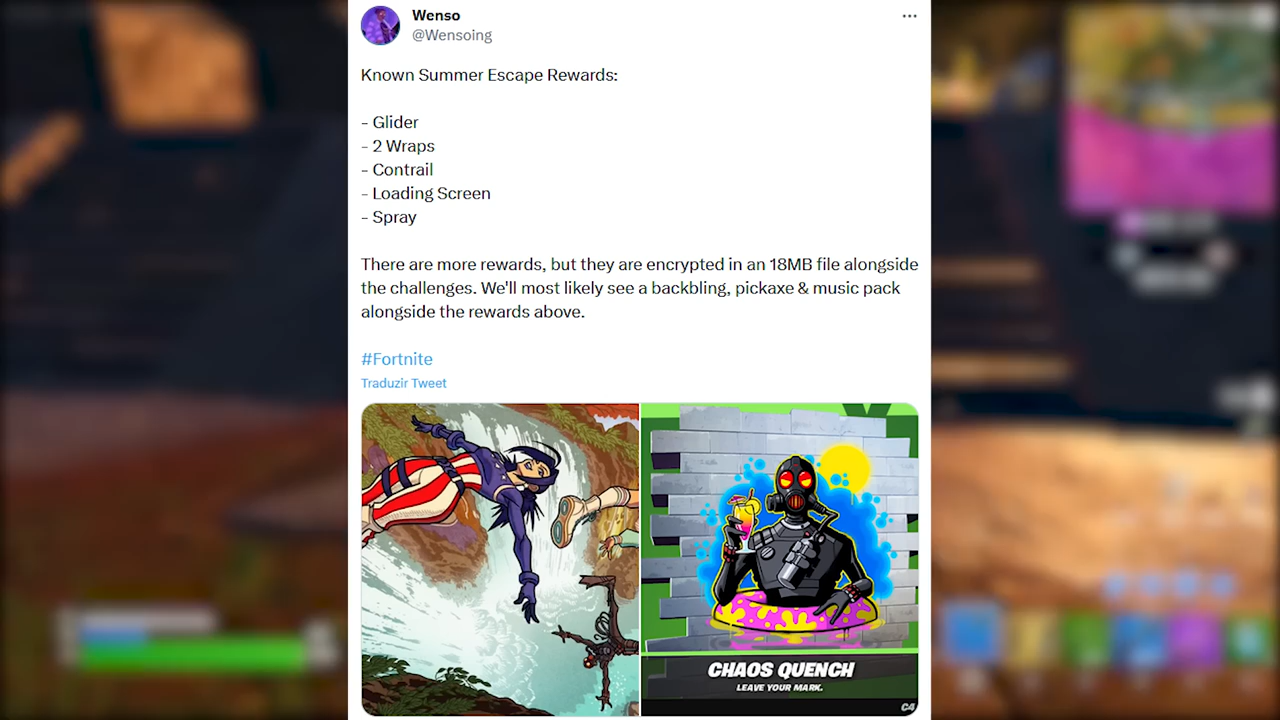 Wenso
@Wensoing
Known Summer Escape Rewards:
- Glider
- 2 Wraps
- Contrail
- Loading Screen
- Spray
There are more rewards, but they are encrypted in an 18MB file alongside
the challenges. We'll most likely see a backbling, pickaxe & music pack
alongside the rewards above.
#Fortnite
Traduzir Tweet
CHAOS QUENCH
LEAVE YOUR MARK.
C4